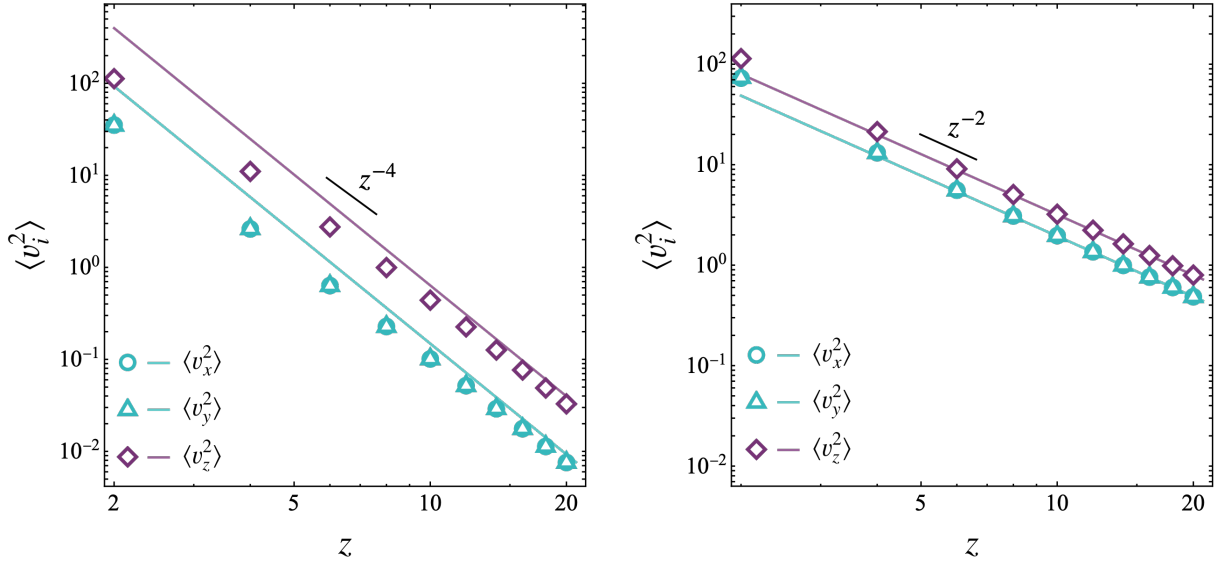 ⟨v_i^2⟩
10^2
10^1
10^0
10^{-1}
10^{-2}
z^{-4}
⟨v_x^2⟩
⟨v_y^2⟩
⟨v_z^2⟩
2 5 10 20
z
⟨v_i^2⟩
10^2
10^1
10^0
10^{-1}
10^{-2}
z^{-2}
⟨v_x^2⟩
⟨v_y^2⟩
⟨v_z^2⟩
2 5 10 20
z